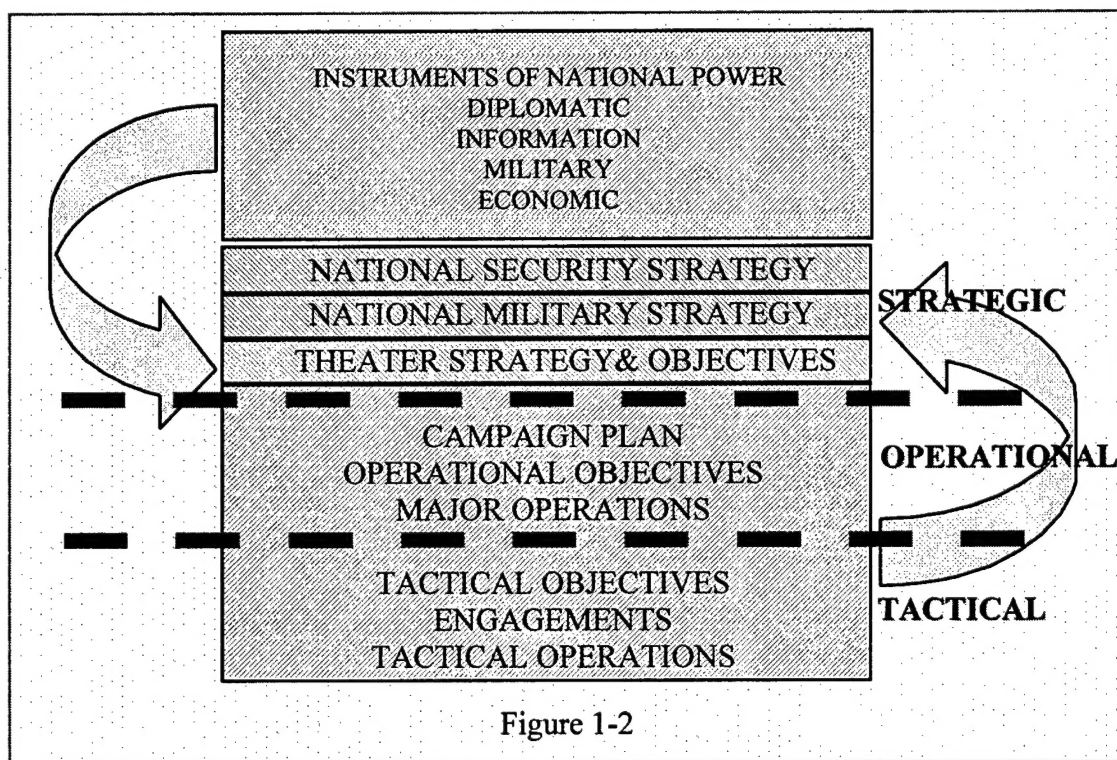 INSTRUMENTS OF NATIONAL POWER
DIPLOMATIC
INFORMATION
MILITARY
ECONOMIC
NATIONAL SECURITY STRATEGY
NATIONAL MILITARY STRATEGY
THEATER STRATEGY& OBJECTIVES
STRATEGIC
CAMPAIGN PLAN
OPERATIONAL OBJECTIVES
MAJOR OPERATIONS
OPERATIONAL
TACTICAL OBJECTIVES
ENGAGEMENTS
TACTICAL OPERATIONS
TACTICAL
Figure 1-2